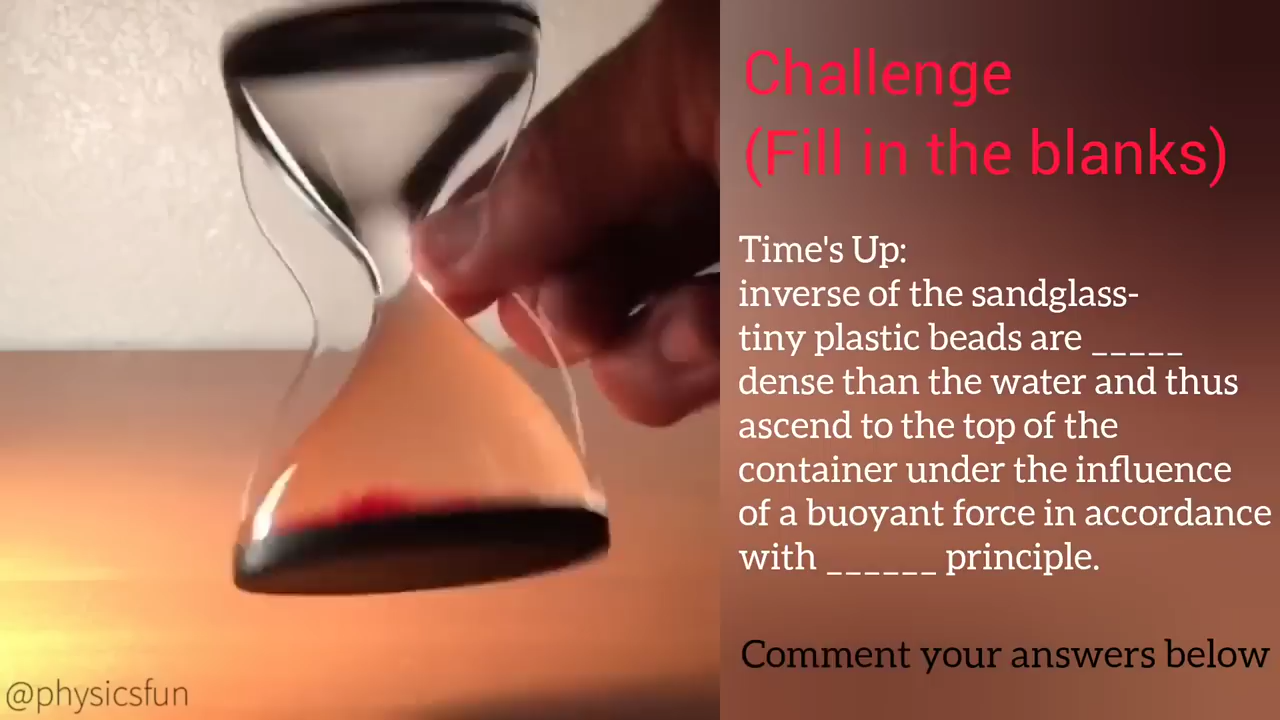 Challenge
(Fill in the blanks)
Time's Up:
inverse of the sandglass-
tiny plastic beads are _____
dense than the water and thus
ascend to the top of the
container under the influence
of a buoyant force in accordance
with ______ principle.
Comment your answers below
@physicsfun